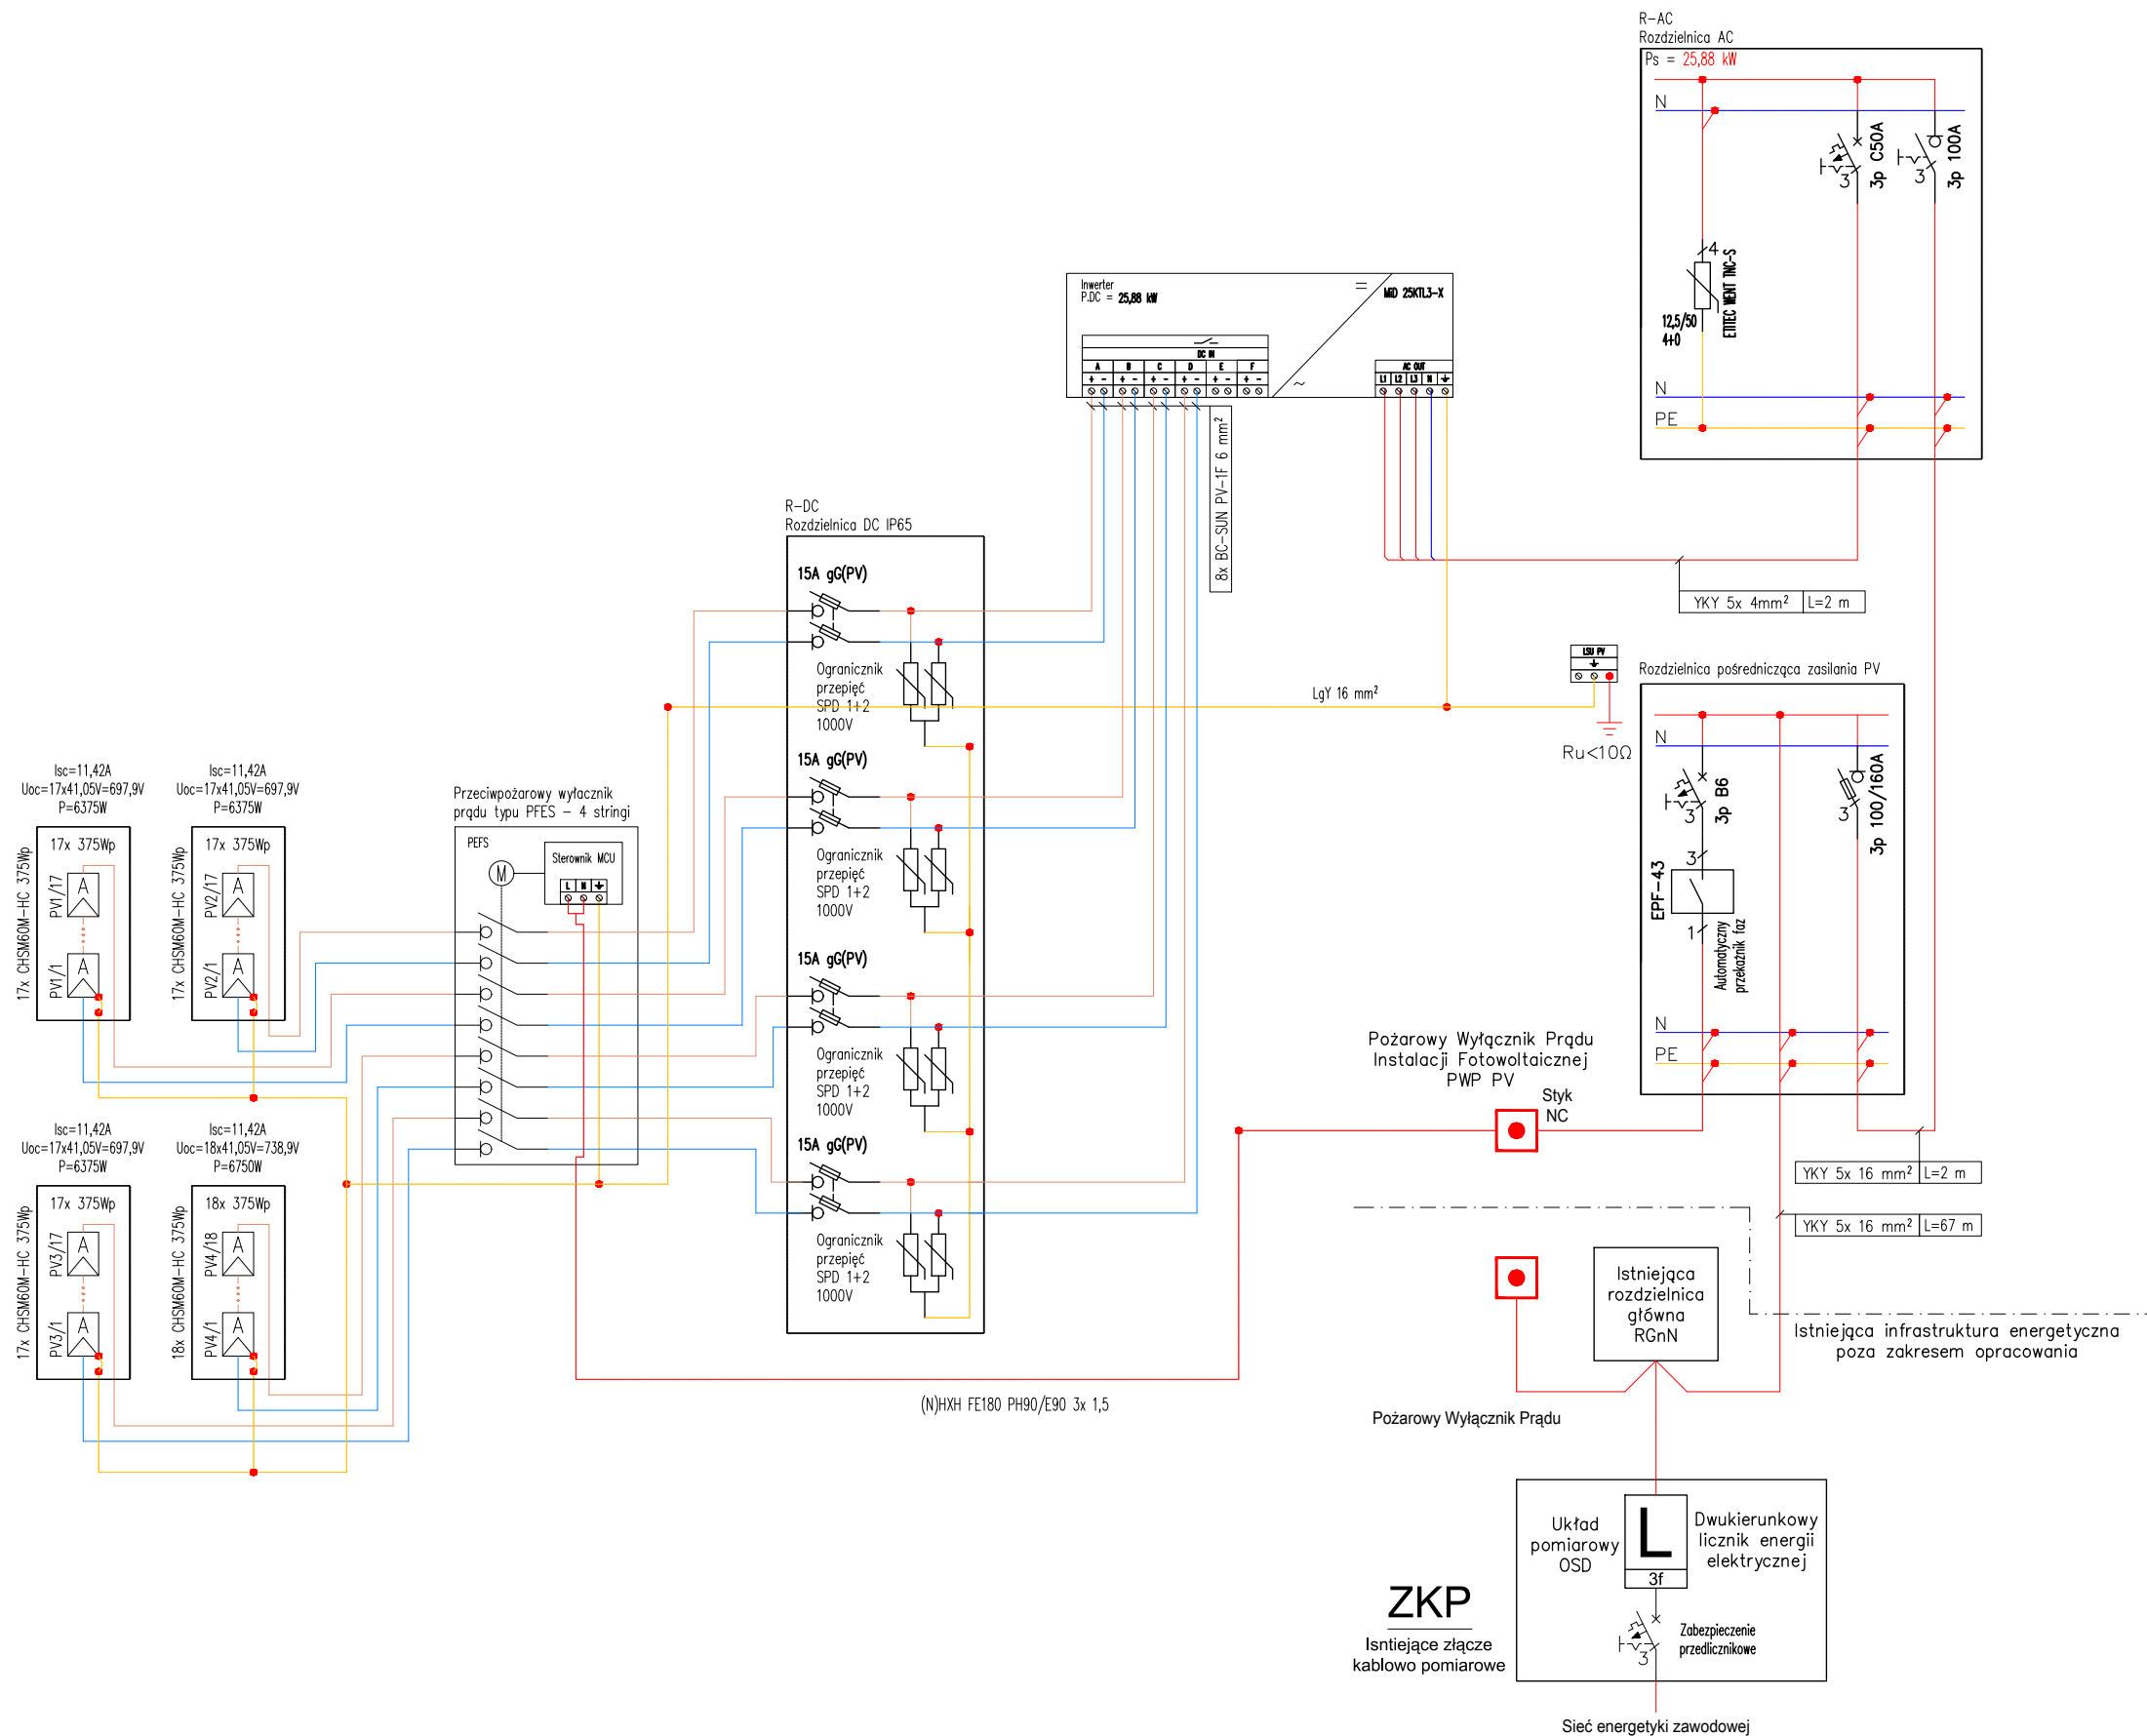 R-AC
Rozdzielnica AC
Ps = 25,88 kW
N
3
3p C50A
3
3p 100A
4
12,5/50
4+0
ETITEC WENT TNC-S
N
PE
Inwerter
P.DC = 25,88 kW
MiD 25KTL3-X
DC IN
A B C D E F
+ - + - + - + - + - + -
AC OUT
L1 L2 L3 N
8x BC-SUN PV-1F 6 mm²
YKY 5x 4mm² L=2 m
R-DC
Rozdzielnica DC IP65
15A gG(PV)
Ogranicznik
przepięć
SPD 1+2
1000V
15A gG(PV)
Ogranicznik
przepięć
SPD 1+2
1000V
15A gG(PV)
Ogranicznik
przepięć
SPD 1+2
1000V
15A gG(PV)
Ogranicznik
przepięć
SPD 1+2
1000V
LgY 16 mm²
LSU PV
Ru<10Ω
Rozdzielnica pośrednicząca zasilania PV
N
3
3p B6
3
EPF-43
1
Automatyczny
przekaźnik faz
3
3p 100/160A
N
PE
Isc=11,42A
Uoc=17x41,05V=697,9V
P=6375W
17x 375Wp
17x CHSM60M-HC 375Wp
PV1/17
A
PV1/1
A
Isc=11,42A
Uoc=17x41,05V=697,9V
P=6375W
17x 375Wp
17x CHSM60M-HC 375Wp
PV2/17
A
PV2/1
A
Isc=11,42A
Uoc=17x41,05V=697,9V
P=6375W
17x 375Wp
17x CHSM60M-HC 375Wp
PV3/17
A
PV3/1
A
Isc=11,42A
Uoc=18x41,05V=738,9V
P=6750W
18x 375Wp
18x CHSM60M-HC 375Wp
PV4/18
A
PV4/1
A
Przeciwpożarowy wyłacznik
prądu typu PFES - 4 stringi
PEFS
M
Sterownik MCU
L N
Pożarowy Wyłącznik Prądu
Instalacji Fotowoltaicznej
PWP PV
Styk
NC
YKY 5x 16 mm² L=2 m
YKY 5x 16 mm² L=67 m
(N)HXH FE180 PH90/E90 3x 1,5
Istniejąca
rozdzielnica
główna
RGnN
Istniejąca infrastruktura energetyczna
poza zakresem opracowania
Pożarowy Wyłącznik Prądu
Układ
pomiarowy
OSD
L
3f
Dwukierunkowy
licznik energii
elektrycznej
3
Zabezpieczenie
przedlicznikowe
ZKP
Isntiejące złącze
kablowo pomiarowe
Sieć energetyki zawodowej